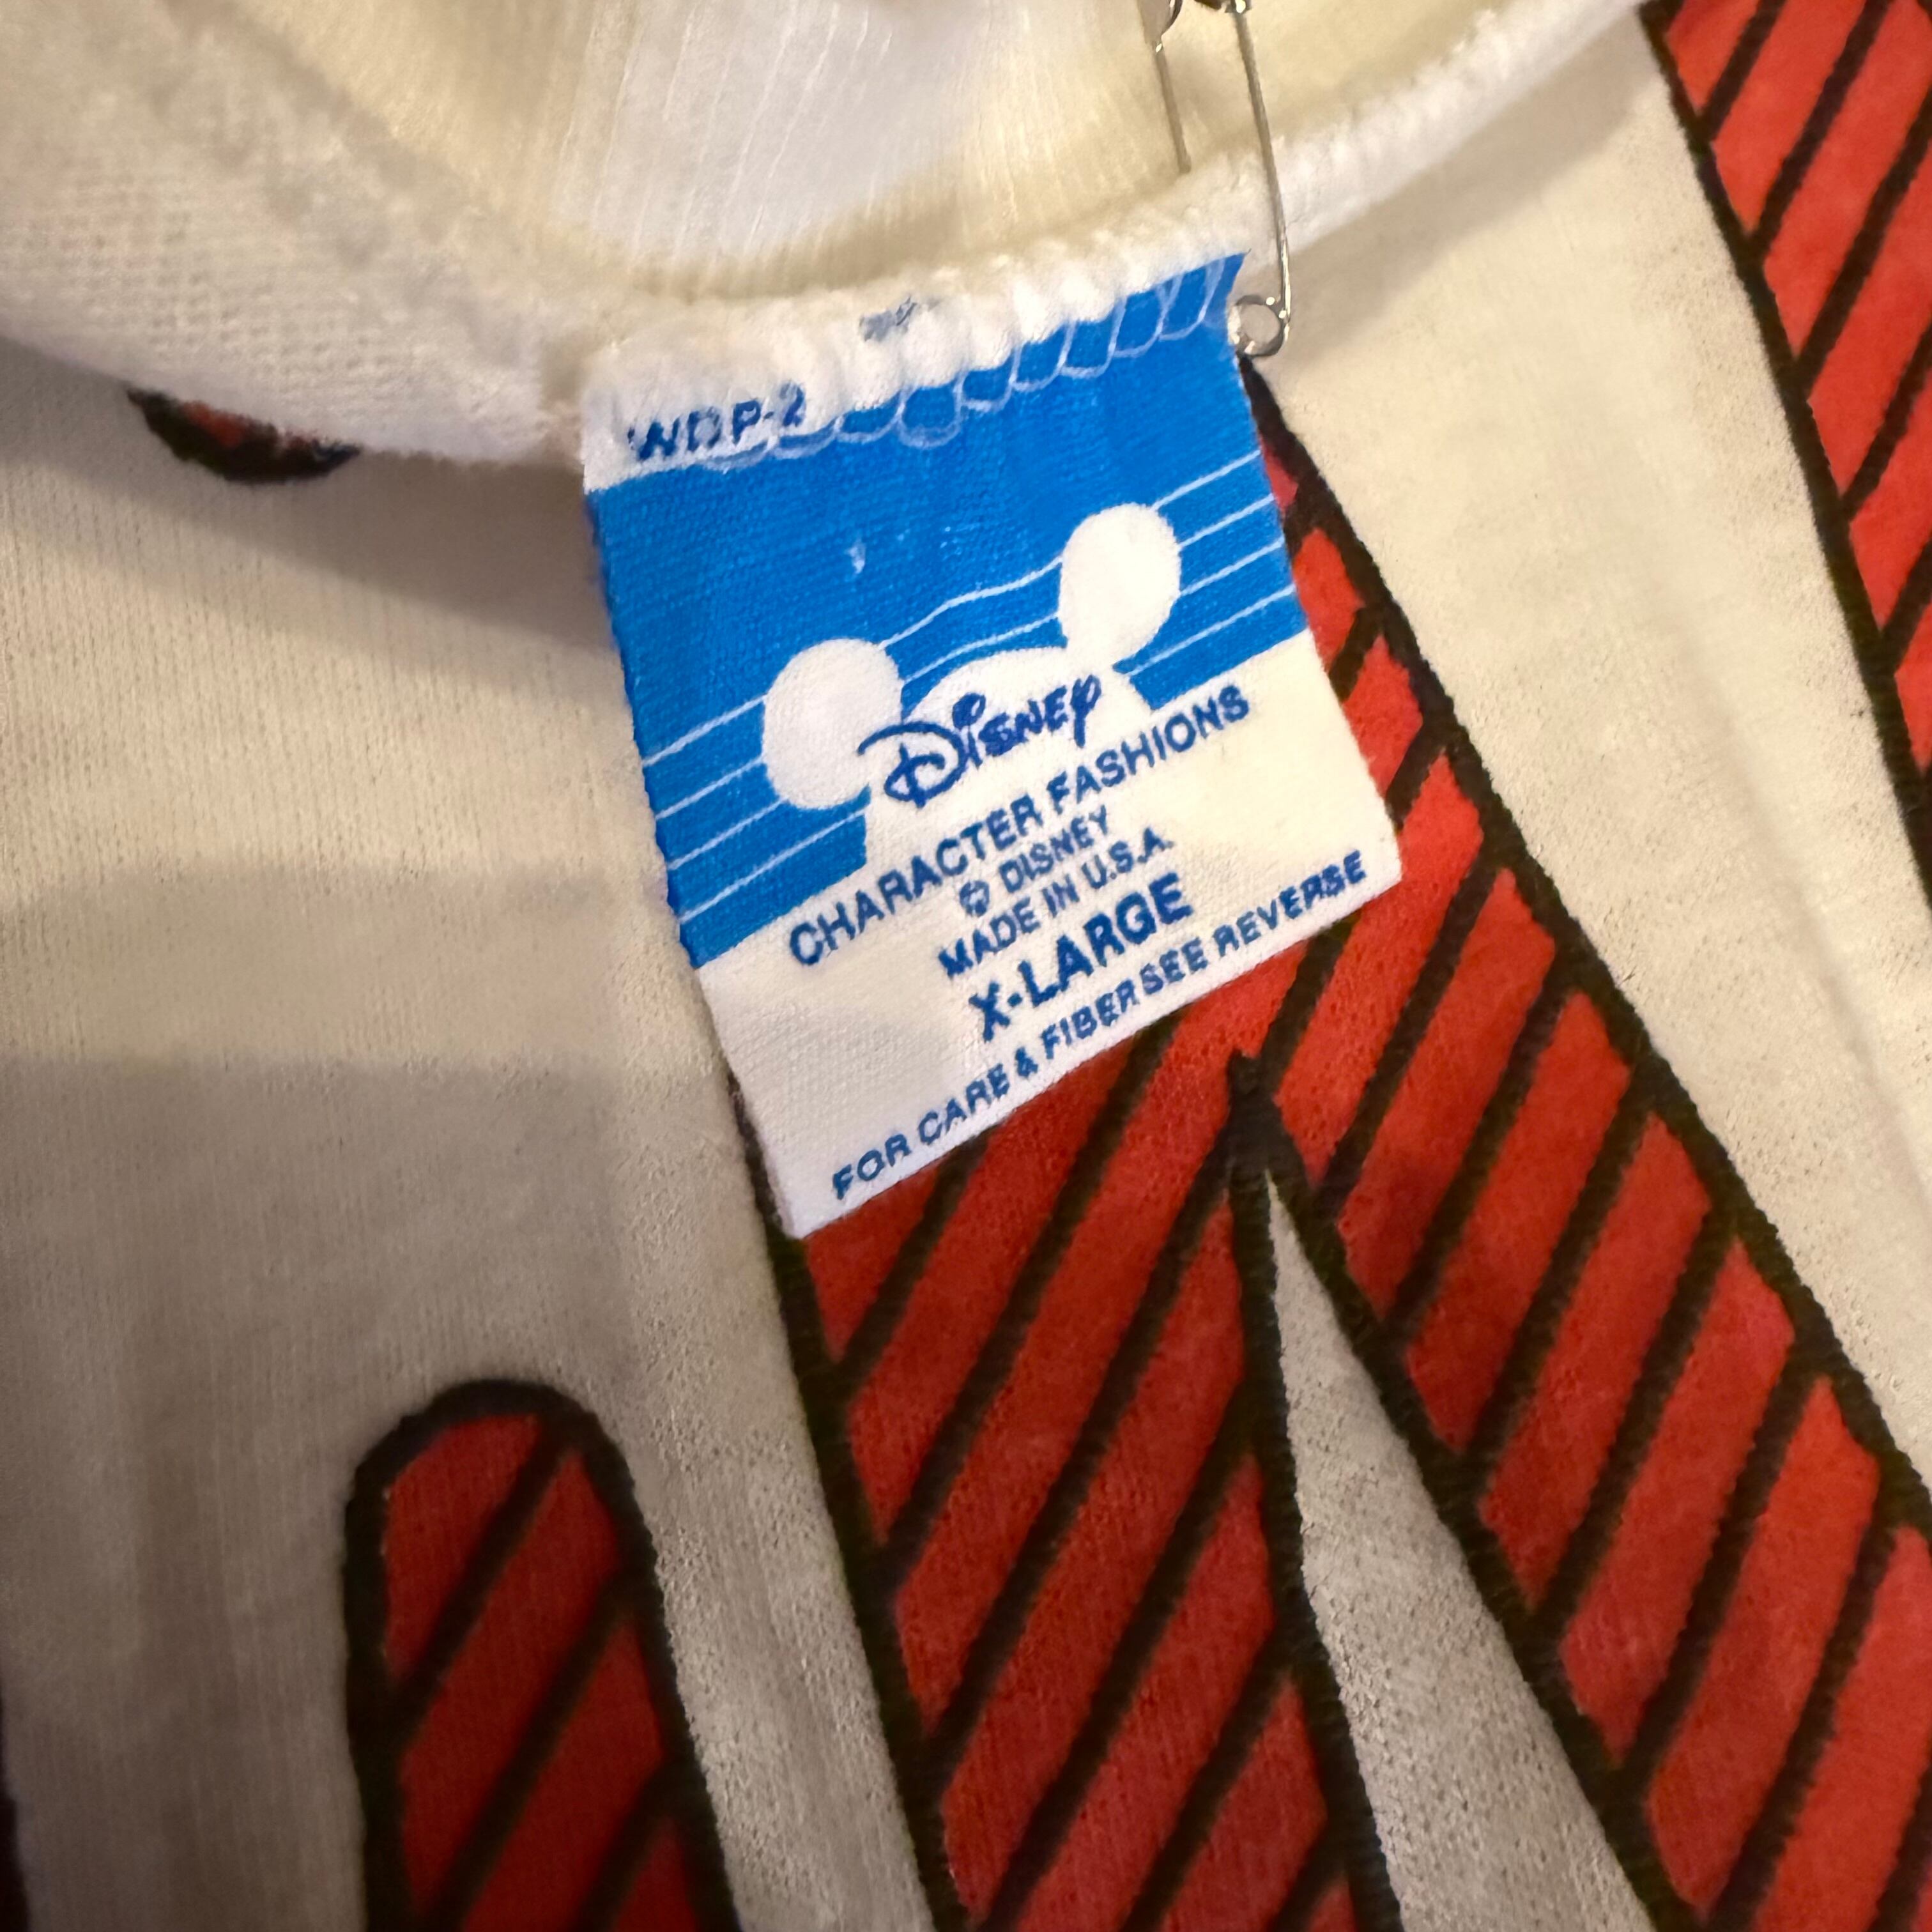 WDP-2
Disney
CHARACTER FASHIONS
© DISNEY
MADE IN U.S.A.
X-LARGE
FOR CARE & FIBER SEE REVERSE